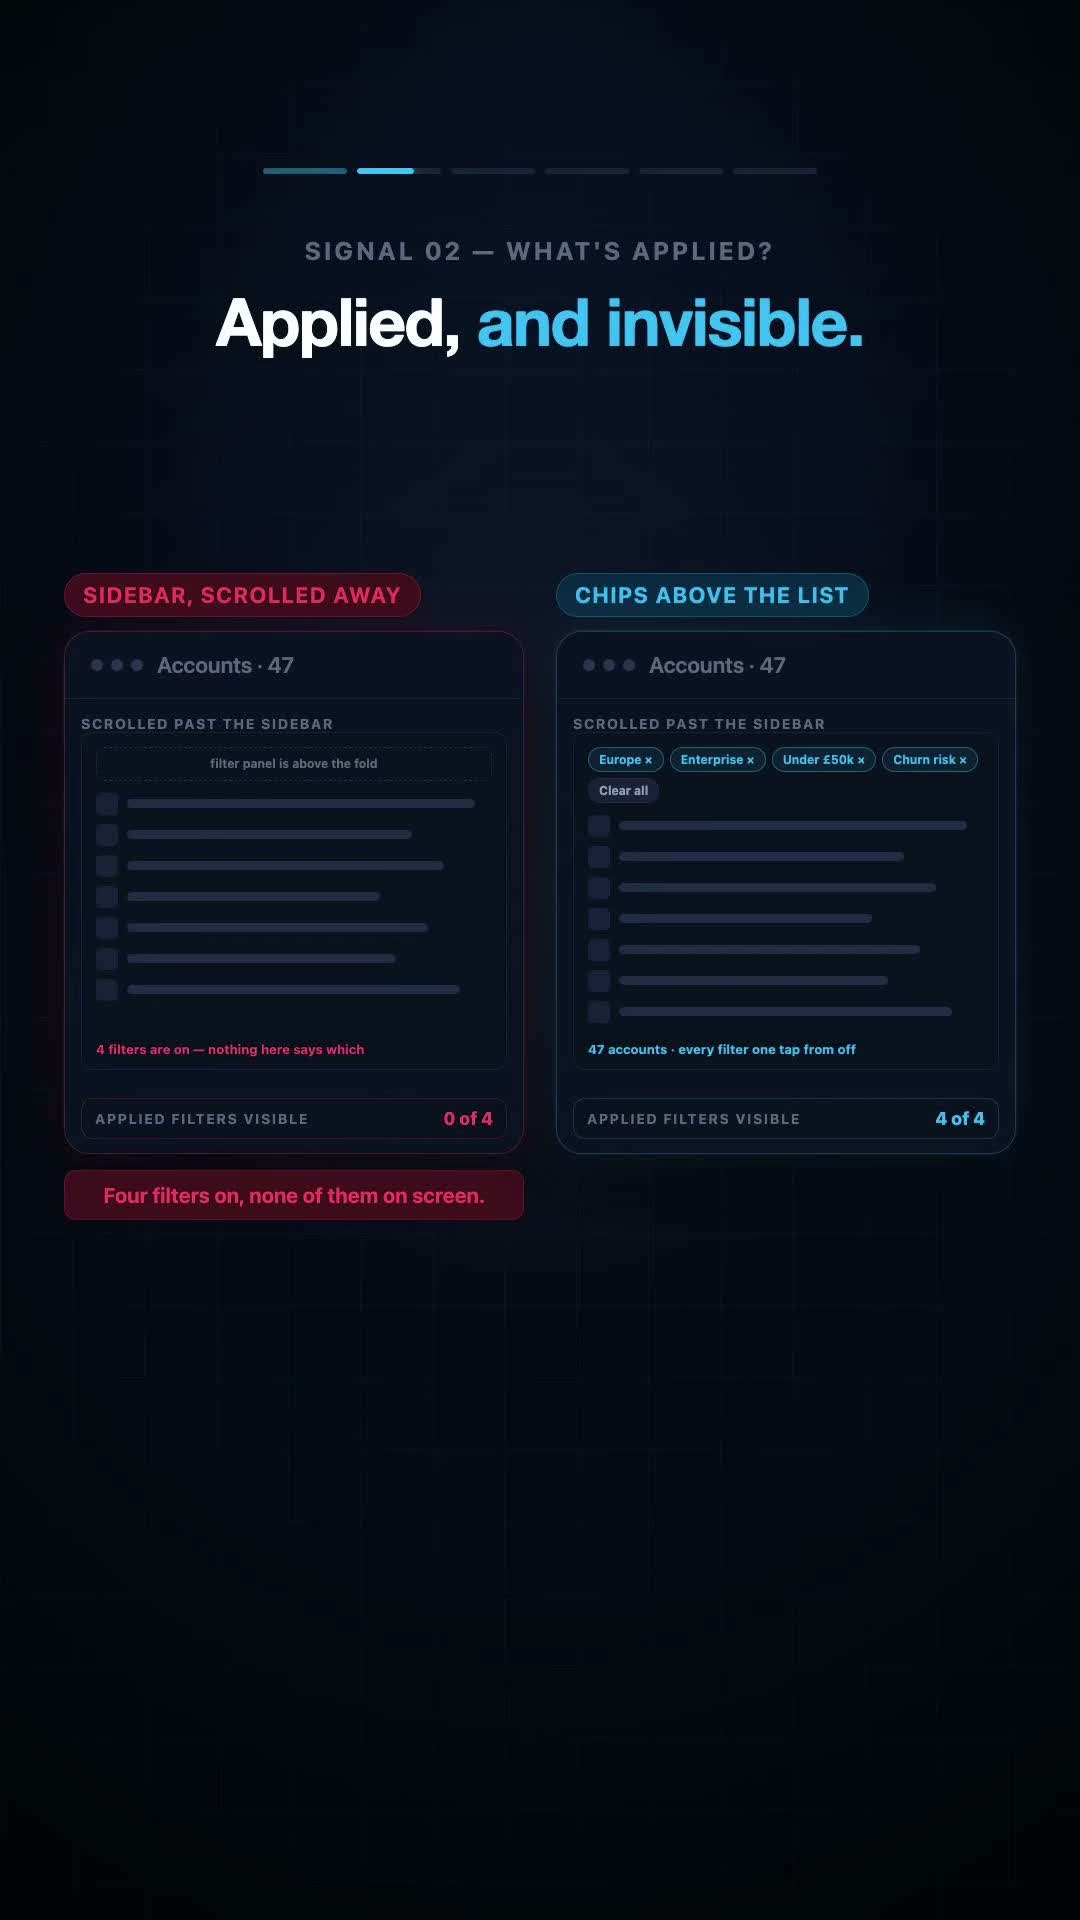 SIGNAL 02 — WHAT'S APPLIED?
Applied, and invisible.
SIDEBAR, SCROLLED AWAY
Accounts · 47
SCROLLED PAST THE SIDEBAR
filter panel is above the fold
4 filters are on — nothing here says which
APPLIED FILTERS VISIBLE 0 of 4
Four filters on, none of them on screen.
CHIPS ABOVE THE LIST
Accounts · 47
SCROLLED PAST THE SIDEBAR
Europe × Enterprise × Under £50k × Churn risk ×
Clear all
47 accounts · every filter one tap from off
APPLIED FILTERS VISIBLE 4 of 4